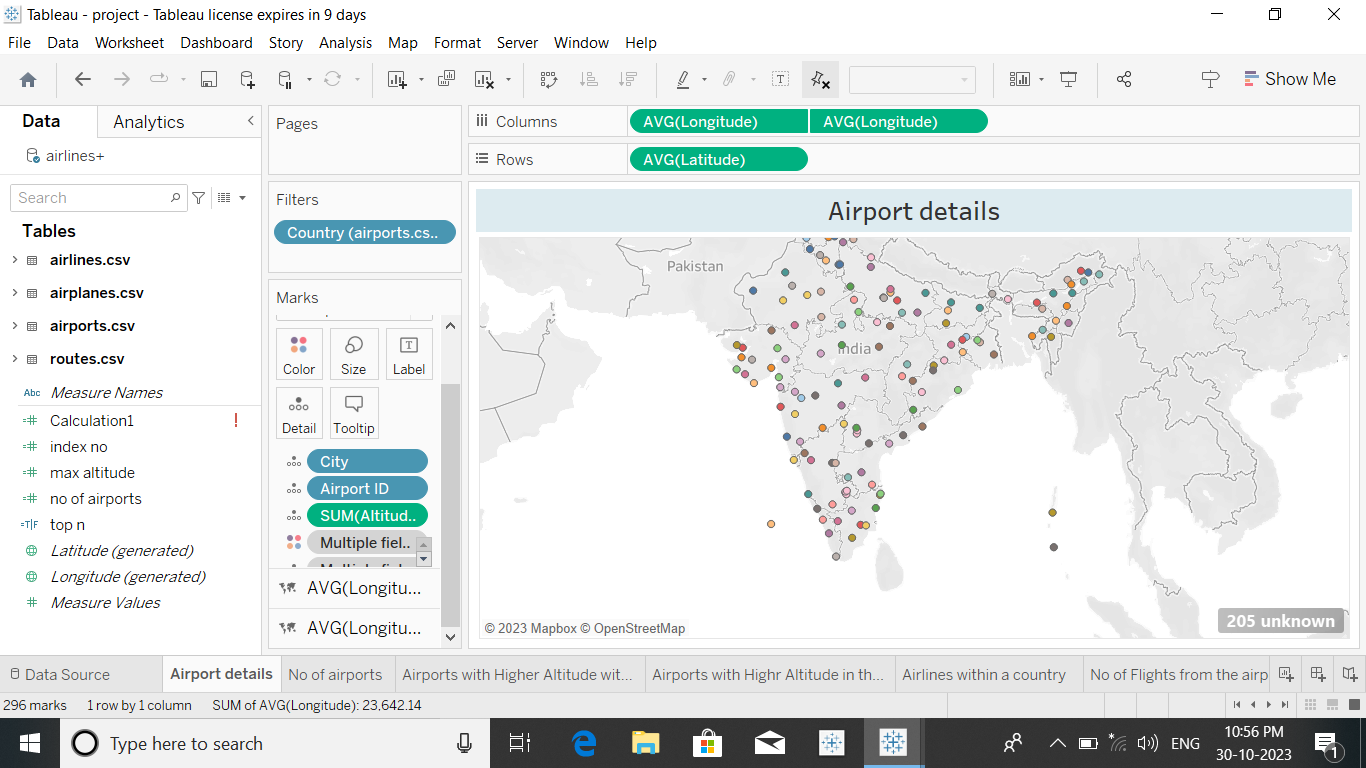 Tableau - project - Tableau license expires in 9 days
File Data Worksheet Dashboard Story Analysis Map Format Server Window Help
Show Me
Data Analytics
airlines+
Search
Tables
airlines.csv
airplanes.csv
airports.csv
routes.csv
Abc Measure Names
Calculation1 !
index no
max altitude
no of airports
T|F top n
Latitude (generated)
Longitude (generated)
Measure Values
Pages
Filters
Country (airports.cs..
Marks
Color Size Label
Detail Tooltip
City
Airport ID
SUM(Altitud..
Multiple fiel..
AVG(Longitu...
AVG(Longitu...
Columns AVG(Longitude) AVG(Longitude)
Rows AVG(Latitude)
Airport details
Pakistan
India
© 2023 Mapbox © OpenStreetMap
205 unknown
Data Source Airport details No of airports Airports with Higher Altitude wit... Airports with Highr Altitude in th... Airlines within a country No of Flights from the airp
296 marks 1 row by 1 column SUM of AVG(Longitude): 23,642.14
Type here to search
ENG
10:56 PM
30-10-2023
1